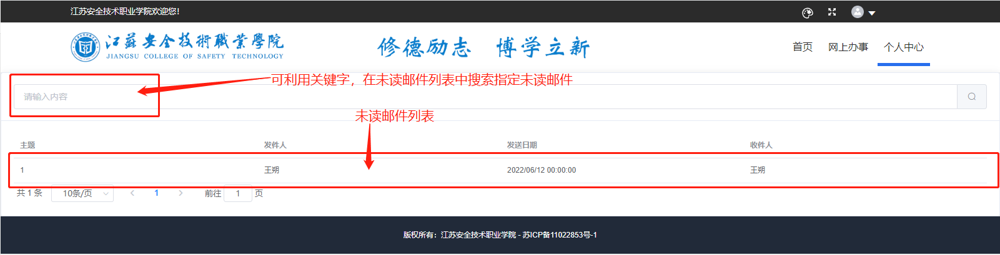 江苏安全技术职业学院欢迎您！
江蘇安全技術職業學院
JIANGSU COLLEGE OF SAFETY TECHNOLOGY
修德励志 博学立新
首页 网上办事 个人中心
可利用关键字，在未读邮件列表中搜索指定未读邮件
请输入内容
未读邮件列表
主题 发件人 发送日期 收件人
1 王朔 2022/06/12 00:00:00 王朔
共 1 条 10条/页 1 前往 1 页
版权所有：江苏安全技术职业学院 - 苏ICP备11022853号-1